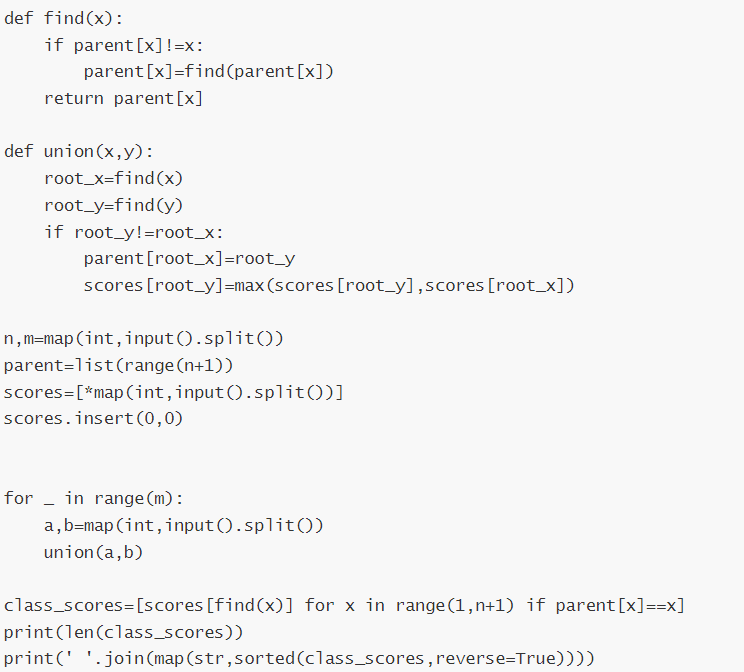 def find(x):
    if parent[x]!=x:
        parent[x]=find(parent[x])
    return parent[x]

def union(x,y):
    root_x=find(x)
    root_y=find(y)
    if root_y!=root_x:
        parent[root_x]=root_y
        scores[root_y]=max(scores[root_y],scores[root_x])

n,m=map(int,input().split())
parent=list(range(n+1))
scores=[*map(int,input().split())]
scores.insert(0,0)


for _ in range(m):
    a,b=map(int,input().split())
    union(a,b)

class_scores=[scores[find(x)] for x in range(1,n+1) if parent[x]==x]
print(len(class_scores))
print(' '.join(map(str,sorted(class_scores,reverse=True))))